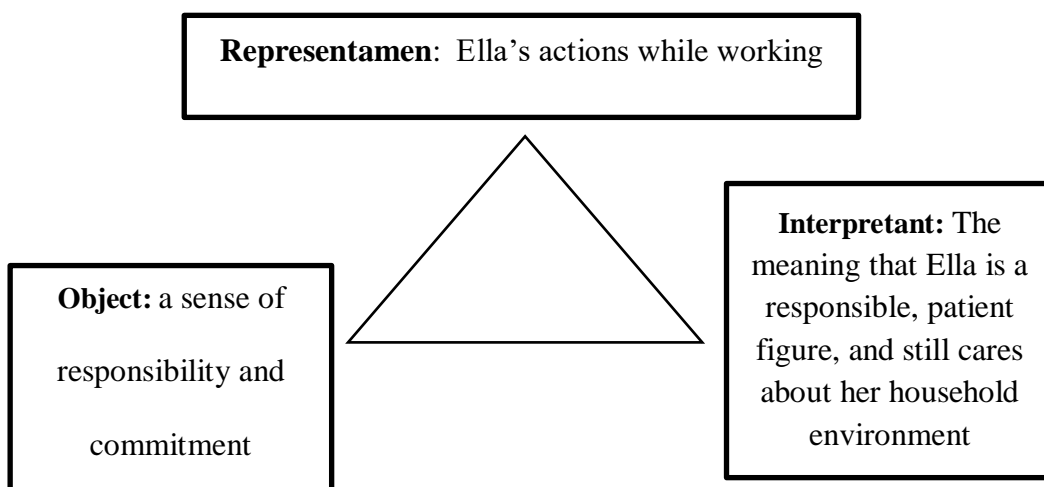 Representamen: Ella’s actions while working
Object: a sense of
responsibility and
commitment
Interpretant: The
meaning that Ella is a
responsible, patient
figure, and still cares
about her household
environment